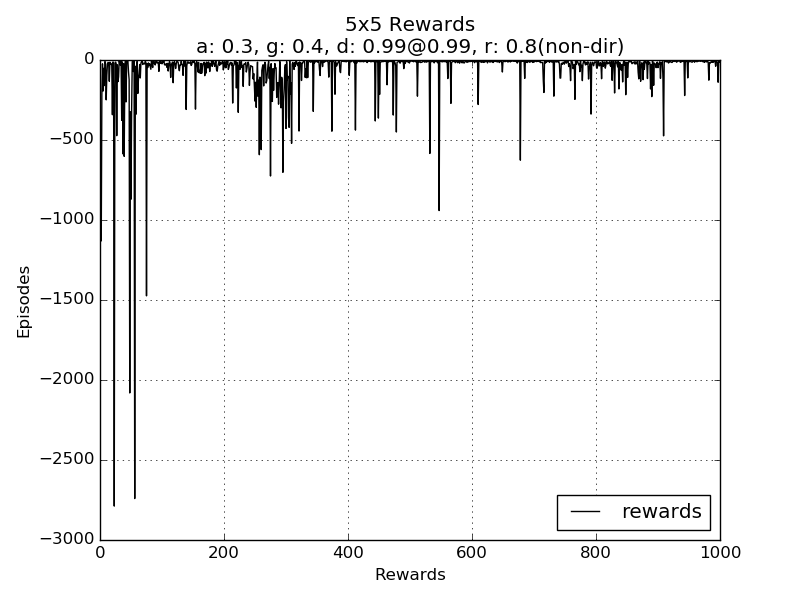 5x5 Rewards
a: 0.3, g: 0.4, d: 0.99@0.99, r: 0.8(non-dir)
0
−500
−1000
−1500
−2000
−2500
−3000
Episodes
rewards
0 200 400 600 800 1000
Rewards